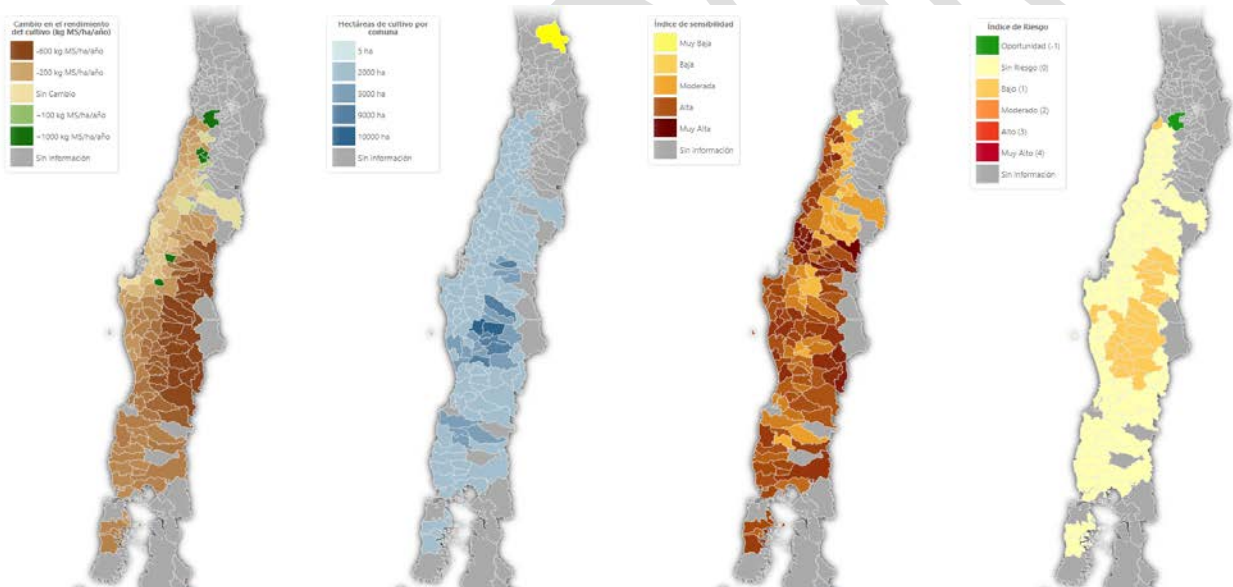 Cambio en el rendimiento
del cultivo (kg MS/ha/año)
-800 kg MS/ha/año
-200 kg MS/ha/año
Sin Cambio
+100 kg MS/ha/año
+1000 kg MS/ha/año
Sin Información
Hectáreas de cultivo por
comuna
5 ha
2000 ha
5000 ha
9000 ha
10000 ha
Sin Información
Índice de sensibilidad
Muy Baja
Baja
Moderada
Alta
Muy Alta
Sin Información
Índice de Riesgo
Oportunidad (-1)
Sin Riesgo (0)
Bajo (1)
Moderado (2)
Alto (3)
Muy Alto (4)
Sin Información